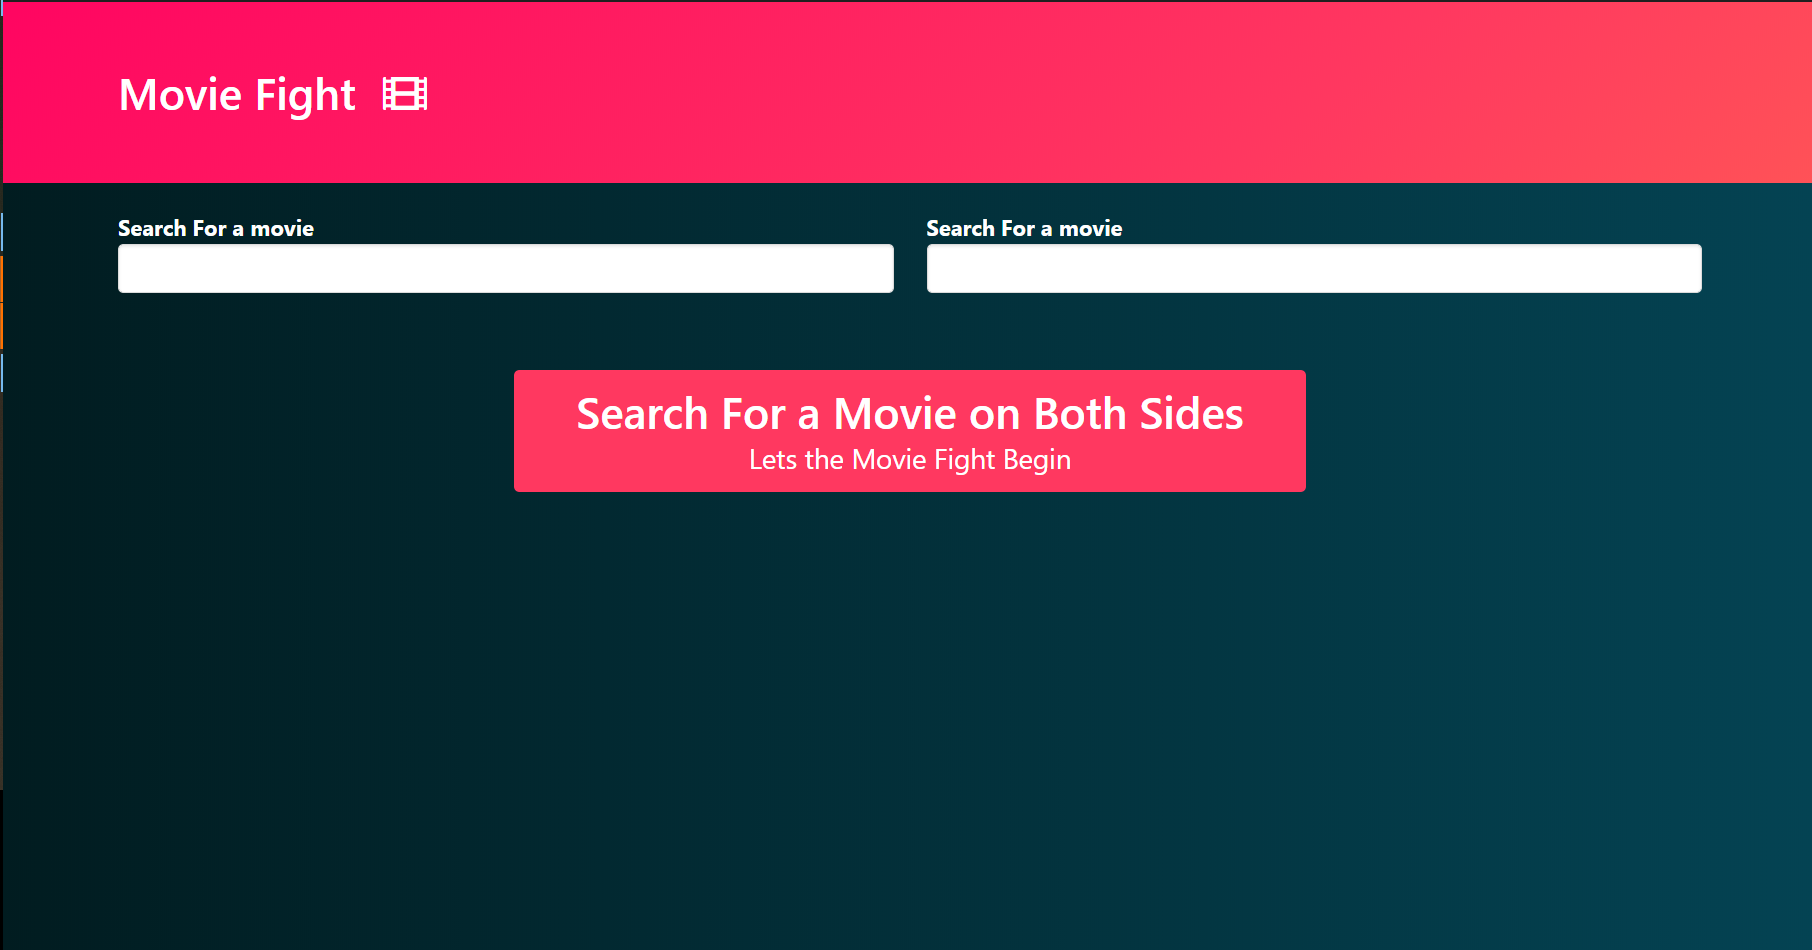 Movie Fight
Search For a movie
Search For a movie
Search For a Movie on Both Sides
Lets the Movie Fight Begin